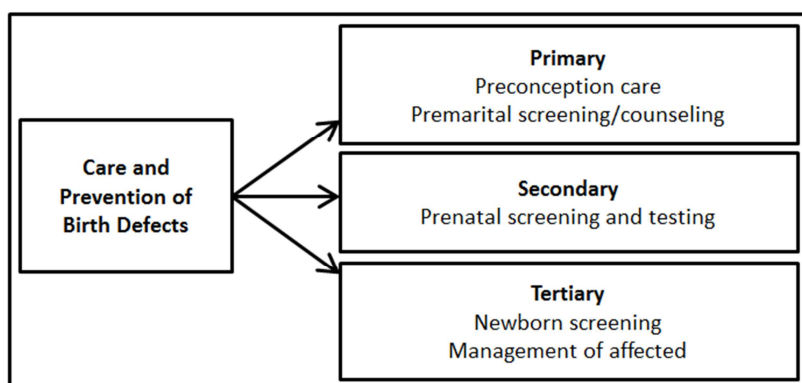 Care and
Prevention of
Birth Defects
Primary
Preconception care
Premarital screening/counseling
Secondary
Prenatal screening and testing
Tertiary
Newborn screening
Management of affected